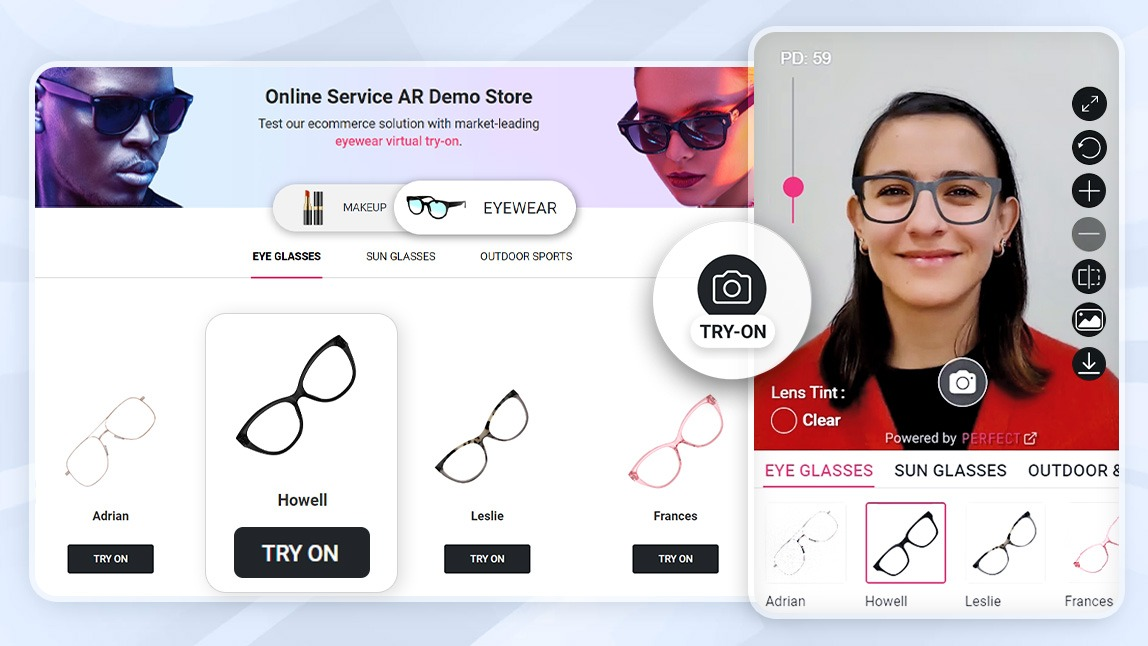 Online Service AR Demo Store
Test our ecommerce solution with market-leading
eyewear virtual try-on.
MAKEUP
EYEWEAR
EYE GLASSES
SUN GLASSES
OUTDOOR SPORTS
Adrian
TRY ON
Howell
TRY ON
Leslie
TRY ON
Frances
TRY ON
TRY-ON
PD: 59
Lens Tint :
Clear
Powered by PERFECT
EYE GLASSES
SUN GLASSES
OUTDOOR &
Adrian
Howell
Leslie
Frances